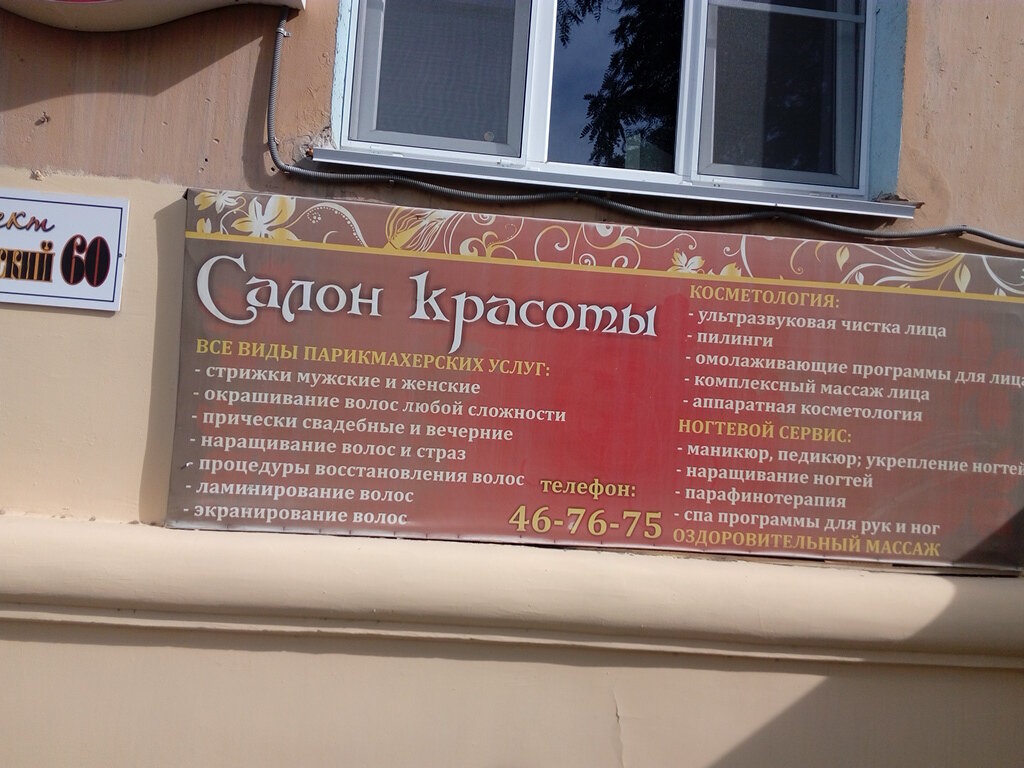 ект
ский 60
Салон красоты
ВСЕ ВИДЫ ПАРИКМАХЕРСКИХ УСЛУГ:
- стрижки мужские и женские
- окрашивание волос любой сложности
- прически свадебные и вечерние
- наращивание волос и страз
- процедуры восстановления волос
- ламинирование волос
- экранирование волос
телефон:
46-76-75
КОСМЕТОЛОГИЯ:
- ультразвуковая чистка лица
- пилинги
- омолаживающие программы для лица
- комплексный массаж лица
- аппаратная косметология
НОГТЕВОЙ СЕРВИС:
- маникюр, педикюр; укрепление ногтей
- наращивание ногтей
- парафинотерапия
- спа программы для рук и ног
ОЗДОРОВИТЕЛЬНЫЙ МАССАЖ